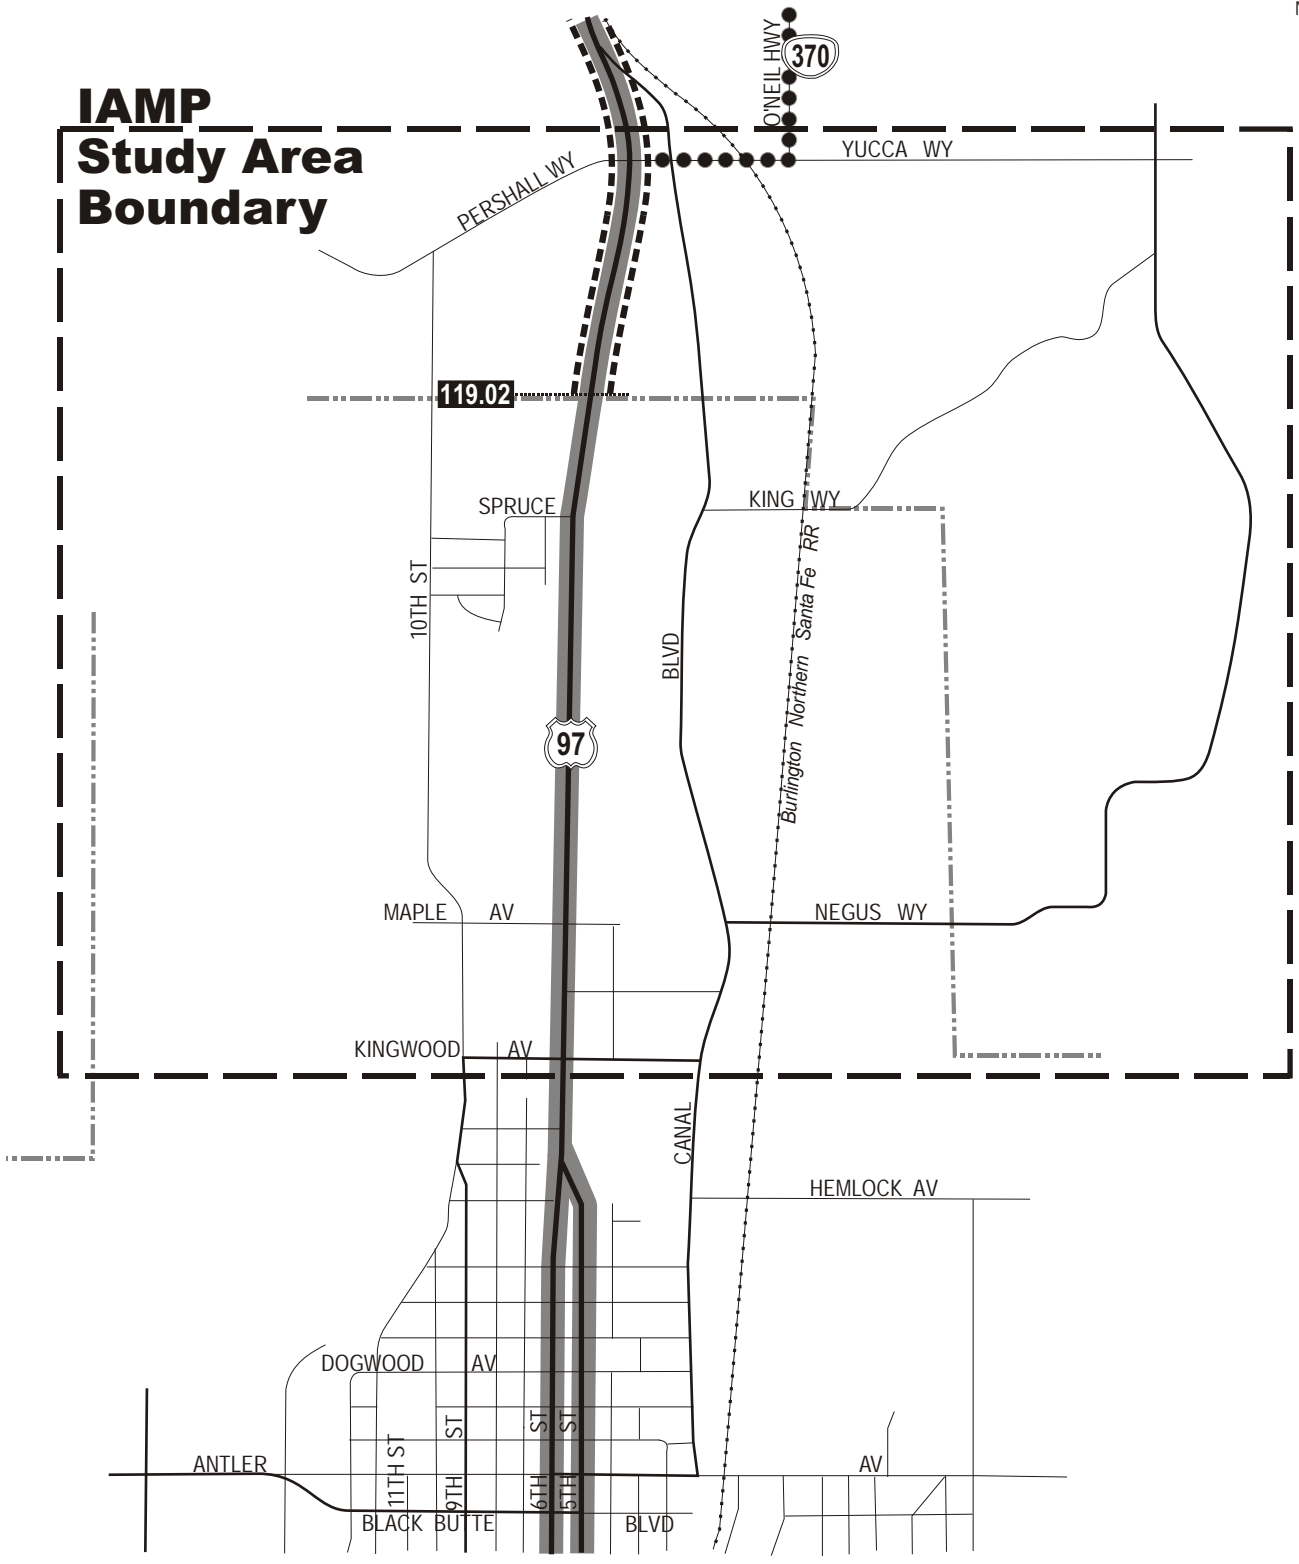 N
O'NEIL HWY
370
IAMP
Study Area
Boundary
YUCCA WY
PERSHALL WY
119.02
SPRUCE
KING WY
10TH ST
Burlington Northern Santa Fe RR
BLVD
97
MAPLE AV
NEGUS WY
KINGWOOD AV
CANAL
HEMLOCK AV
DOGWOOD AV
ANTLER
11TH ST
9TH ST
6TH ST
5TH ST
AV
BLACK BUTTE
BLVD